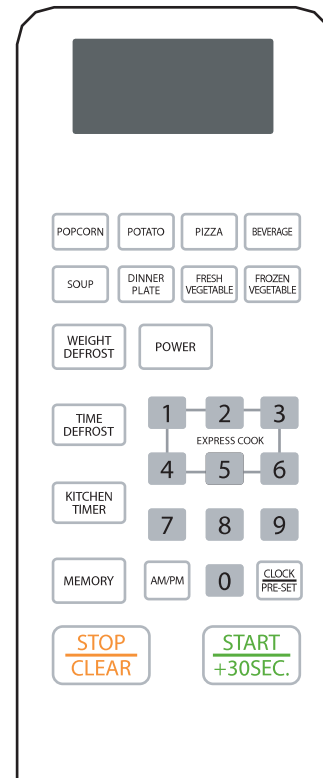 POPCORN POTATO PIZZA BEVERAGE
SOUP DINNER PLATE FRESH VEGETABLE FROZEN VEGETABLE
WEIGHT DEFROST POWER
TIME DEFROST
1 2 3
EXPRESS COOK
4 5 6
KITCHEN TIMER
7 8 9
MEMORY AM/PM 0 CLOCK PRE-SET
STOP CLEAR
START +30SEC.